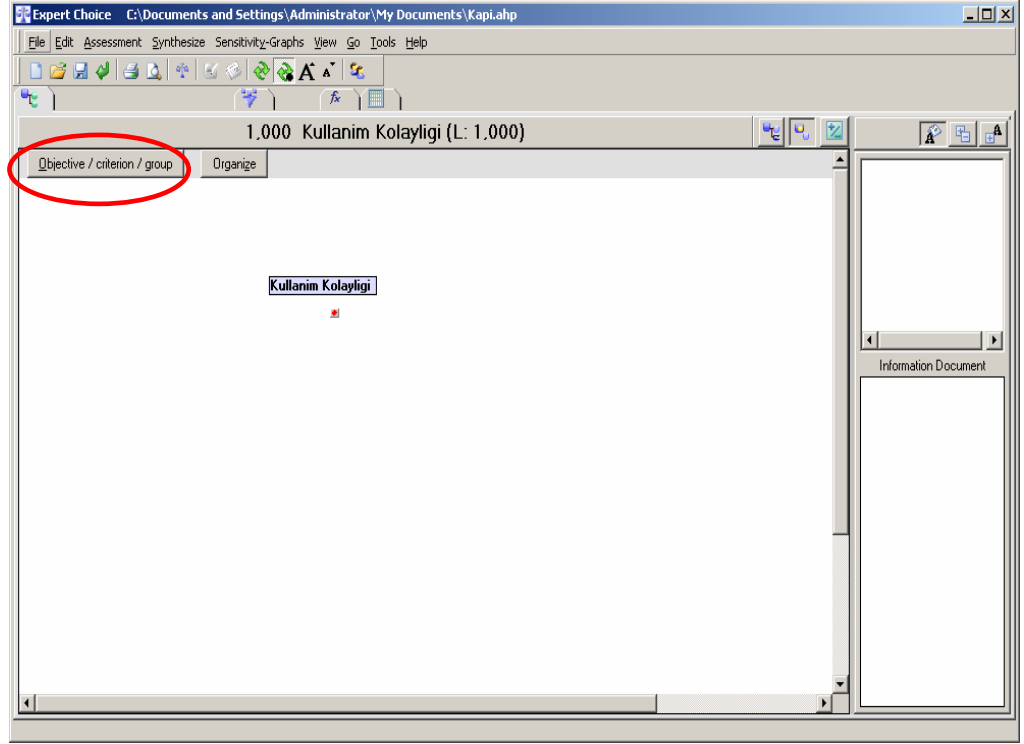 Expert Choice C:\Documents and Settings\Administrator\My Documents\Kapi.ahp
File Edit Assessment Synthesize Sensitivity-Graphs View Go Tools Help
1,000 Kullanim Kolayligi (L: 1,000)
Objective / criterion / group Organize
Kullanim Kolayligi
Information Document